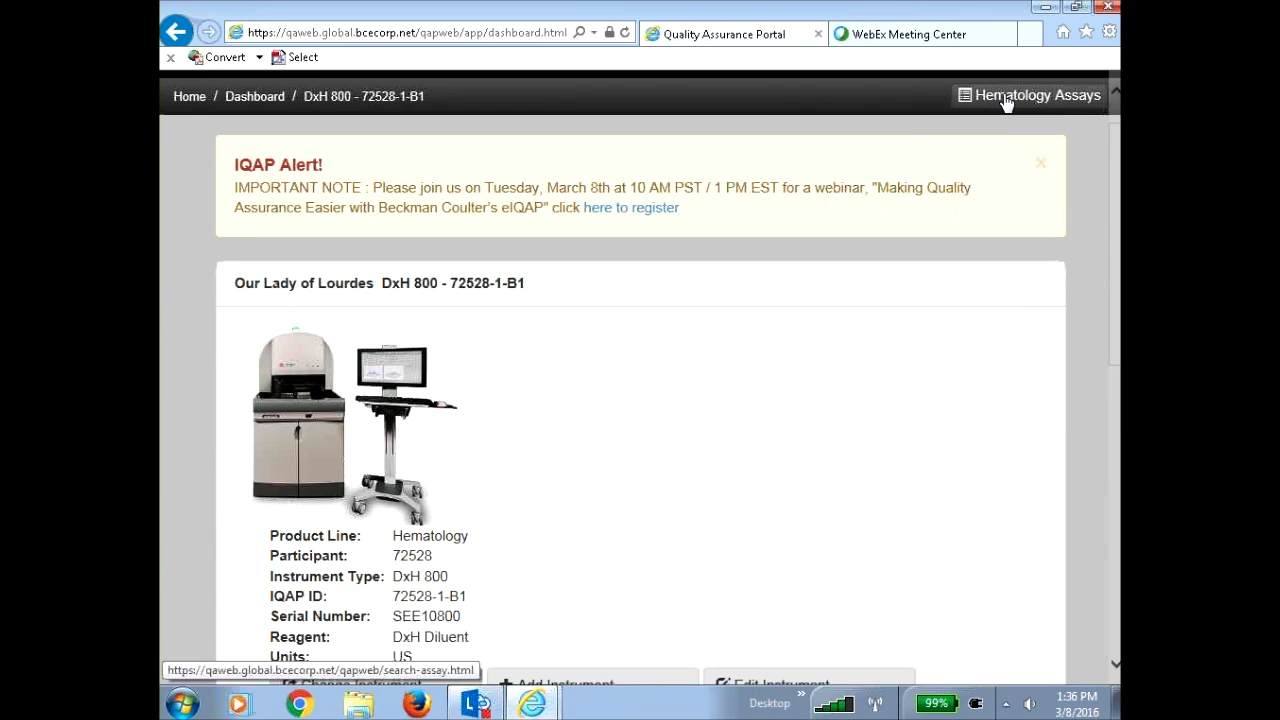 https://qaweb.global.bcecorp.net/qapweb/app/dashboard.html
Quality Assurance Portal
WebEx Meeting Center
Convert
Select
Home / Dashboard / DxH 800 - 72528-1-B1
Hematology Assays
IQAP Alert!
IMPORTANT NOTE : Please join us on Tuesday, March 8th at 10 AM PST / 1 PM EST for a webinar, "Making Quality
Assurance Easier with Beckman Coulter's eIQAP" click here to register
Our Lady of Lourdes DxH 800 - 72528-1-B1
Product Line: Hematology
Participant: 72528
Instrument Type: DxH 800
IQAP ID: 72528-1-B1
Serial Number: SEE10800
Reagent: DxH Diluent
Units: US
https://qaweb.global.bcecorp.net/qapweb/search-assay.html
Change Instrument
Add Instrument
Edit Instrument
Desktop
99%
1:36 PM
3/8/2016